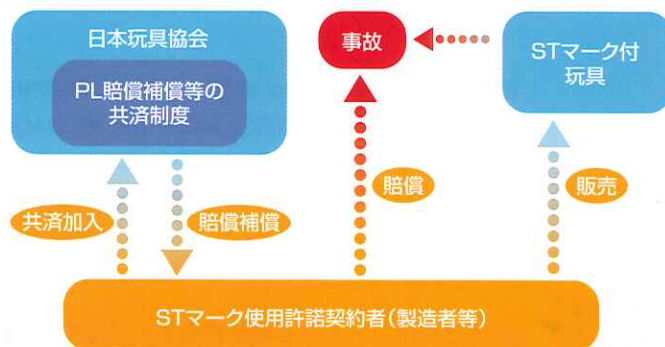 日本玩具協会
PL賠償補償等の
共済制度
事故
STマーク付
玩具
共済加入
賠償補償
賠償
販売
STマーク使用許諾契約者(製造者等)